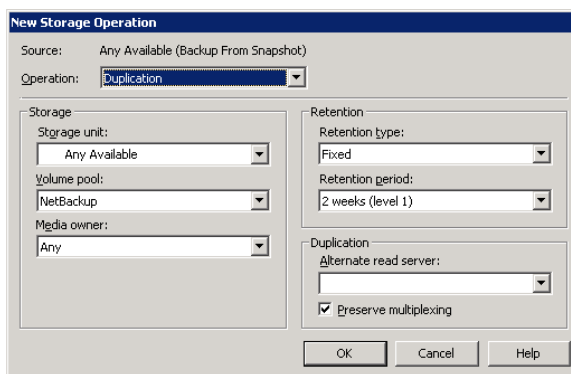 New Storage Operation
Source: Any Available (Backup From Snapshot)
Operation: Duplication
Storage
Storage unit:
Any Available
Volume pool:
NetBackup
Media owner:
Any
Retention
Retention type:
Fixed
Retention period:
2 weeks (level 1)
Duplication
Alternate read server:
Preserve multiplexing
OK Cancel Help